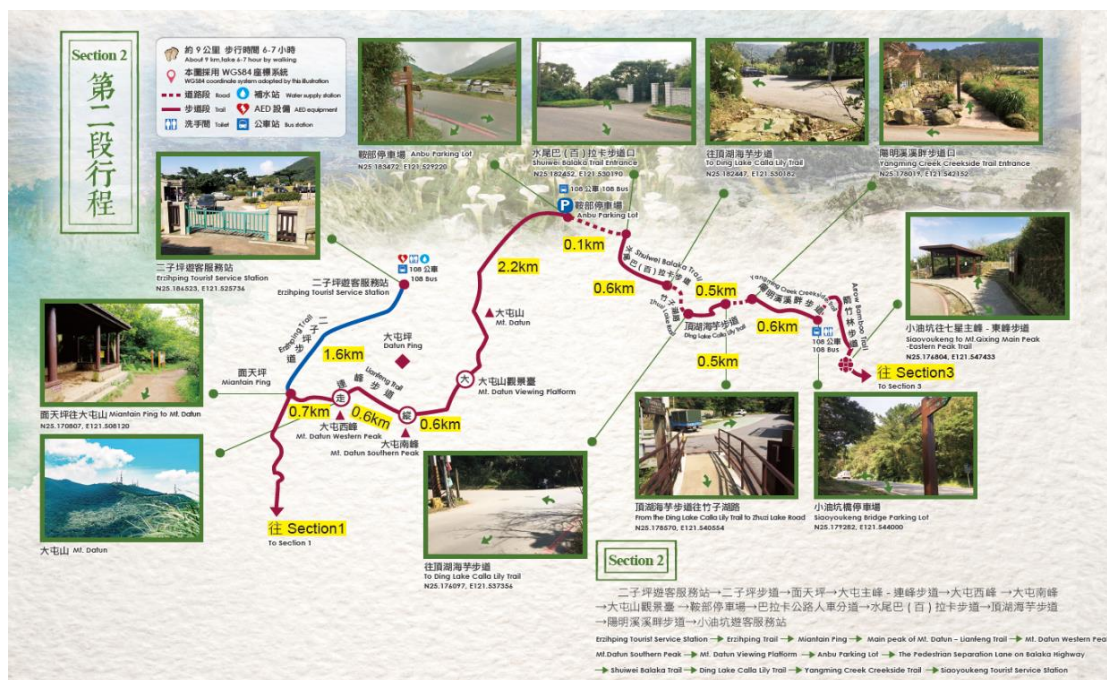 Section 2
第二段行程
約 9 公里 步行時間 6-7 小時
About 9 km,take 6-7 hour by walking
本圖採用 WGS84 座標系統
WGS84 coordinate system adopted by this illustration
道路段 Road 補水站 Water supply station
步道段 Trail AED 設備 AED equipment
洗手間 Toilet 公車站 Bus station
鞍部停車場 Anbu Parking Lot
N25.183472, E121.529220
水尾巴(百)拉卡步道口
Shuiwei Balaka Trail Entrance
N25.182452, E121.530190
往頂湖海芋步道
To Ding Lake Calla Lily Trail
N25.182447, E121.530182
陽明溪溪畔步道口
Yangming Creek Creekside Trail Entrance
N25.178019, E121.542152
二子坪遊客服務站
Erzihping Tourist Service Station
N25.186523, E121.525736
108 公車
108 Bus
二子坪遊客服務站
Erzihping Tourist Service Station
108 公車 108 Bus
P
鞍部停車場
Anbu Parking Lot
0.1km
2.2km
水尾巴(百)拉卡步道
Shuiwei Balaka Trail
0.6km
竹子湖路
Zhuzi Lake Road
0.5km
頂湖海芋步道
Ding Lake Calla Lily Trail
0.5km
Yangming Creek Creekside Trail
陽明溪溪畔步道
0.6km
108 公車
108 Bus
箭竹林步道
Arrow Bamboo Trail
往 Section3
To Section 3
小油坑往七星主峰 - 東峰步道
Siaoyoukeng to Mt.Qixing Main Peak
-Eastern Peak Trail
N25.176804, E121.547433
面天坪往大屯山 Miantain Ping to Mt. Datun
N25.170807, E121.508120
大屯山 Mt. Datun
二子坪步道
Erzihping Trail
1.6km
面天坪
Miantain Ping
0.7km
走
大屯西峰
Mt. Datun Western Peak
連峰步道
Lianfeng Trail
0.6km
縱
大屯南峰
Mt. Datun Southern Peak
0.6km
大
大屯山觀景臺
Mt. Datun Viewing Platform
大屯山
Mt. Datun
大屯坪
Datun Ping
往 Section1
To Section 1
往頂湖海芋步道
To Ding Lake Calla Lily Trail
N25.176097, E121.537356
頂湖海芋步道往竹子湖路
From the Ding Lake Calla Lily Trail to Zhuzi Lake Road
N25.178570, E121.540554
小油坑橋停車場
Siaoyoukeng Bridge Parking Lot
N25.179282, E121.544000
Section 2
二子坪遊客服務站→二子坪步道→面天坪→大屯主峰 - 連峰步道→大屯西峰 →大屯南峰
→大屯山觀景臺 →鞍部停車場→巴拉卡公路人車分道→水尾巴 ( 百 ) 拉卡步道→頂湖海芋步道
→陽明溪溪畔步道→小油坑遊客服務站
Erzihping Tourist Service Station → Erzihping Trail → Miantain Ping → Main peak of Mt. Datun – Lianfeng Trail → Mt. Datun Western Pea
Mt.Datun Southern Peak → Mt. Datun Viewing Platform → Anbu Parking Lot → The Pedestrian Separation Lane on Balaka Highway
→ Shuiwei Balaka Trail → Ding Lake Calla Lily Trail → Yangming Creek Creekside Trail → Siaoyoukeng Tourist Service Station